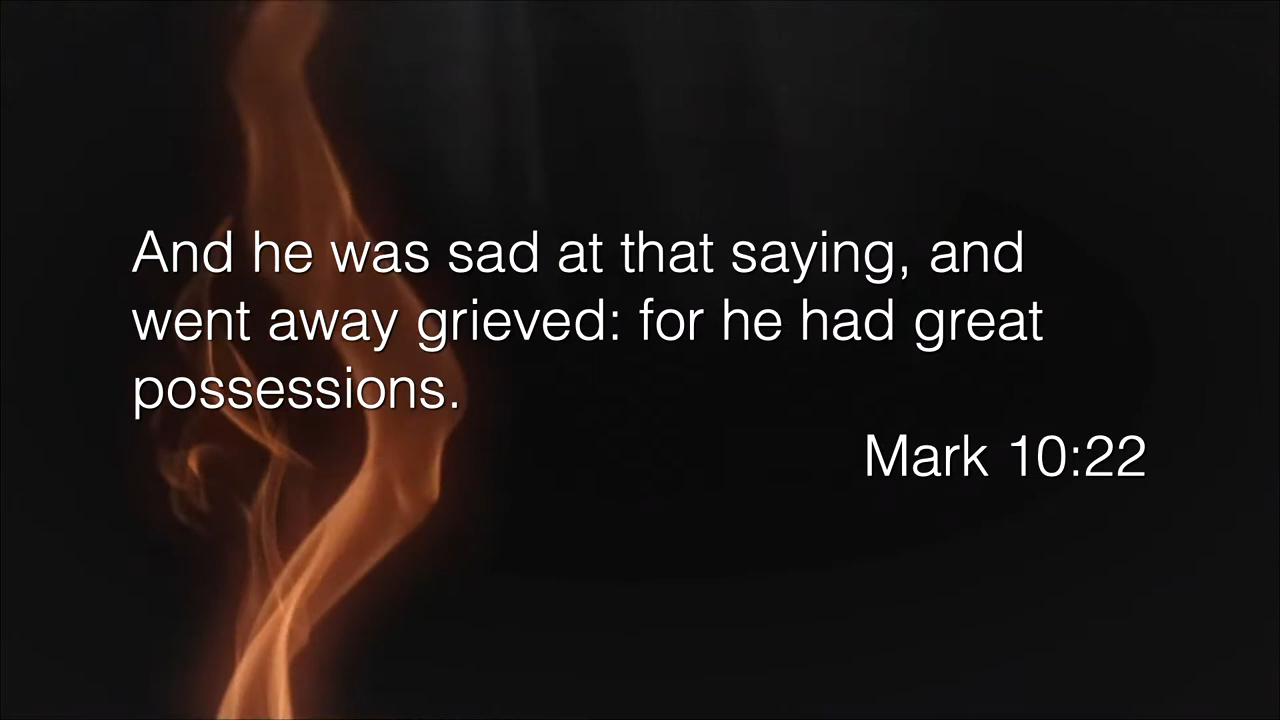 And he was sad at that saying, and
went away grieved: for he had great
possessions.
Mark 10:22